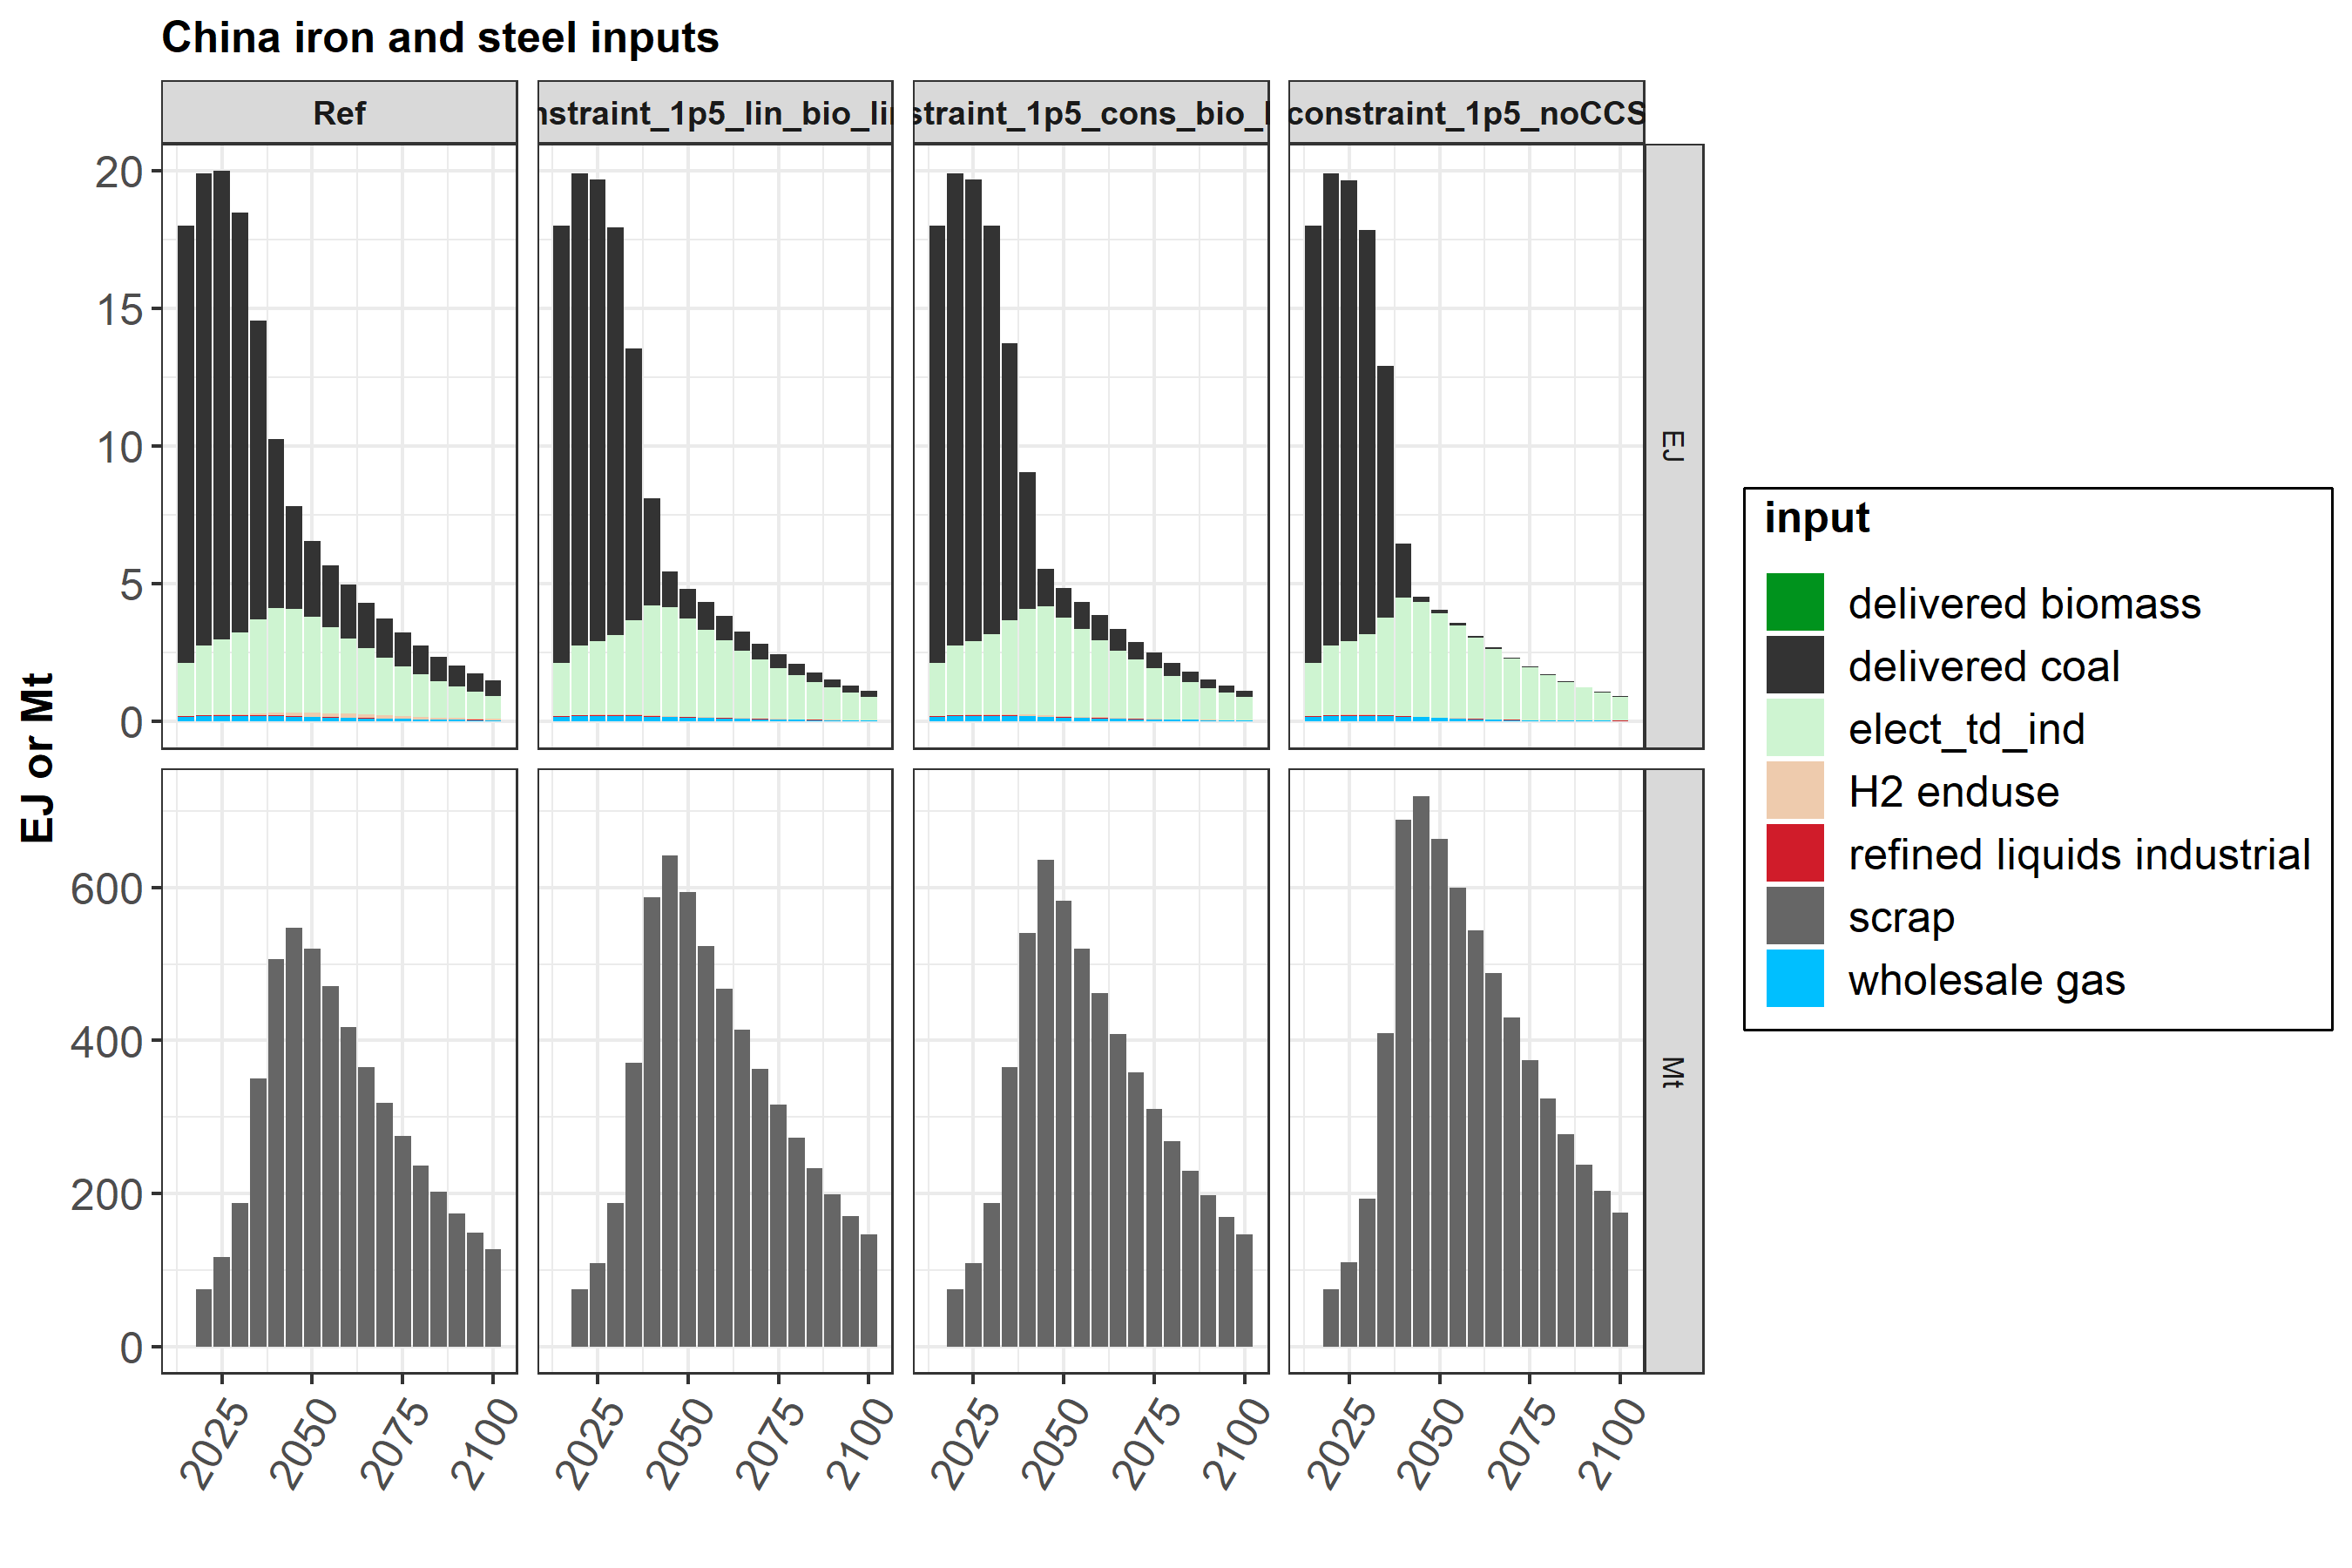 China iron and steel inputs
Ref
nstraint_1p5_lin_bio_li
straint_1p5_cons_bio_l
constraint_1p5_noCCS
EJ or Mt
20
15
10
5
0
EJ
600
400
200
0
Mt
2025 2050 2075 2100
2025 2050 2075 2100
2025 2050 2075 2100
2025 2050 2075 2100
input
delivered biomass
delivered coal
elect_td_ind
H2 enduse
refined liquids industrial
scrap
wholesale gas